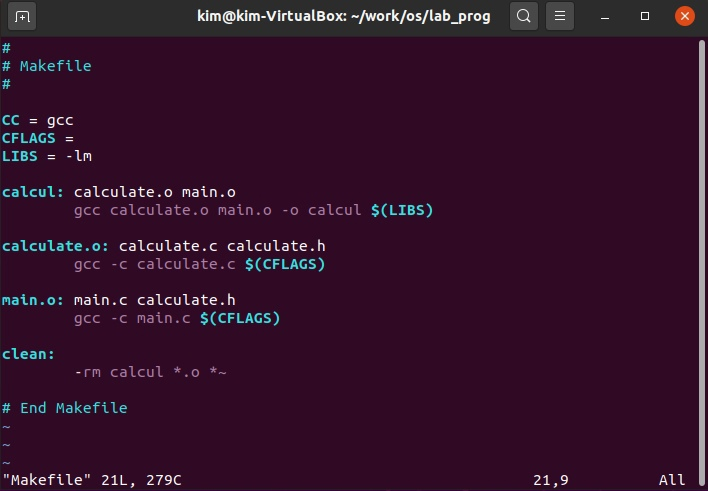 kim@kim-VirtualBox: ~/work/os/lab_prog
#
# Makefile
#
CC = gcc
CFLAGS =
LIBS = -lm
calcul: calculate.o main.o
        gcc calculate.o main.o -o calcul $(LIBS)
calculate.o: calculate.c calculate.h
        gcc -c calculate.c $(CFLAGS)
main.o: main.c calculate.h
        gcc -c main.c $(CFLAGS)
clean:
        -rm calcul *.o *~
# End Makefile
~
~
~
"Makefile" 21L, 279C 21,9 All